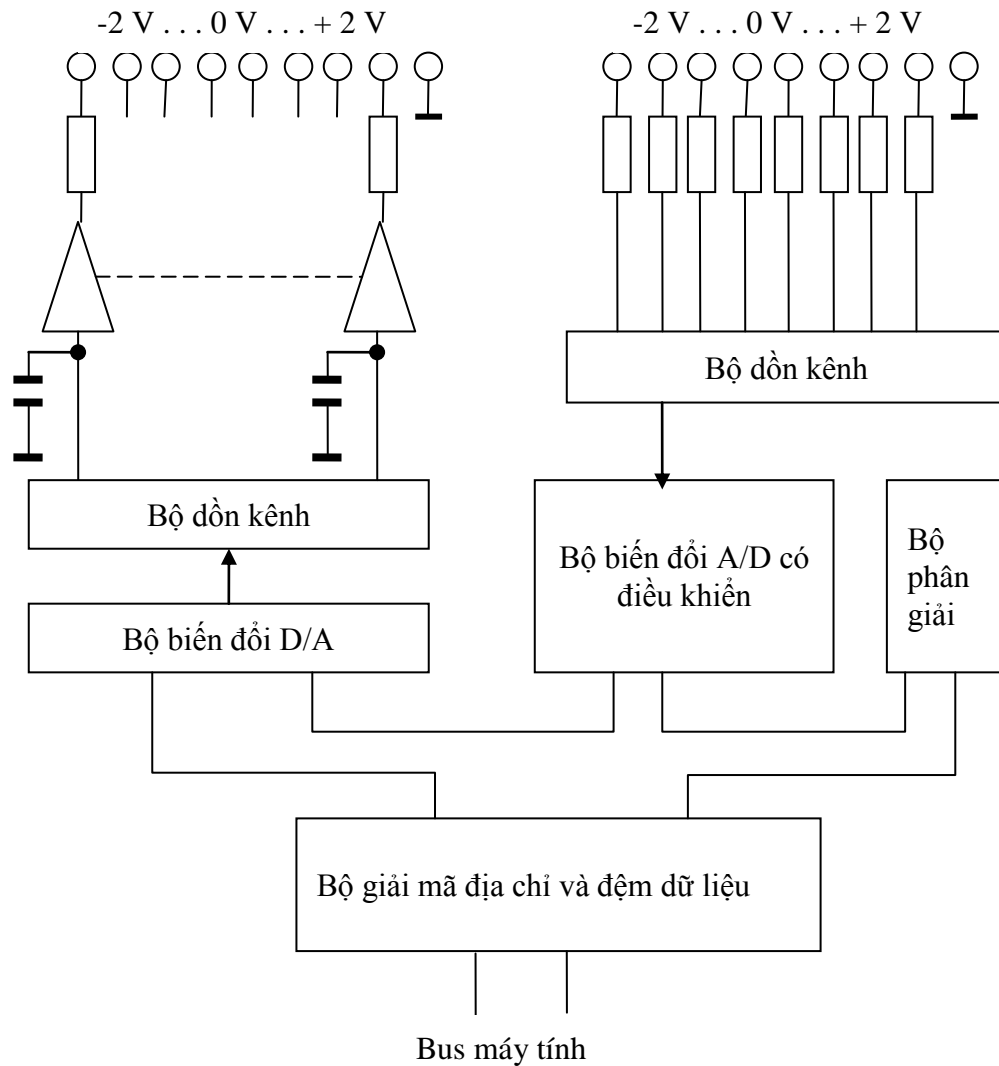 -2 V . . . 0 V . . . + 2 V
-2 V . . . 0 V . . . + 2 V
Bộ dồn kênh
Bộ dồn kênh
Bộ biến đổi A/D có
điều khiển
Bộ
phân
giải
Bộ biến đổi D/A
Bộ giải mã địa chỉ và đệm dữ liệu
Bus máy tính